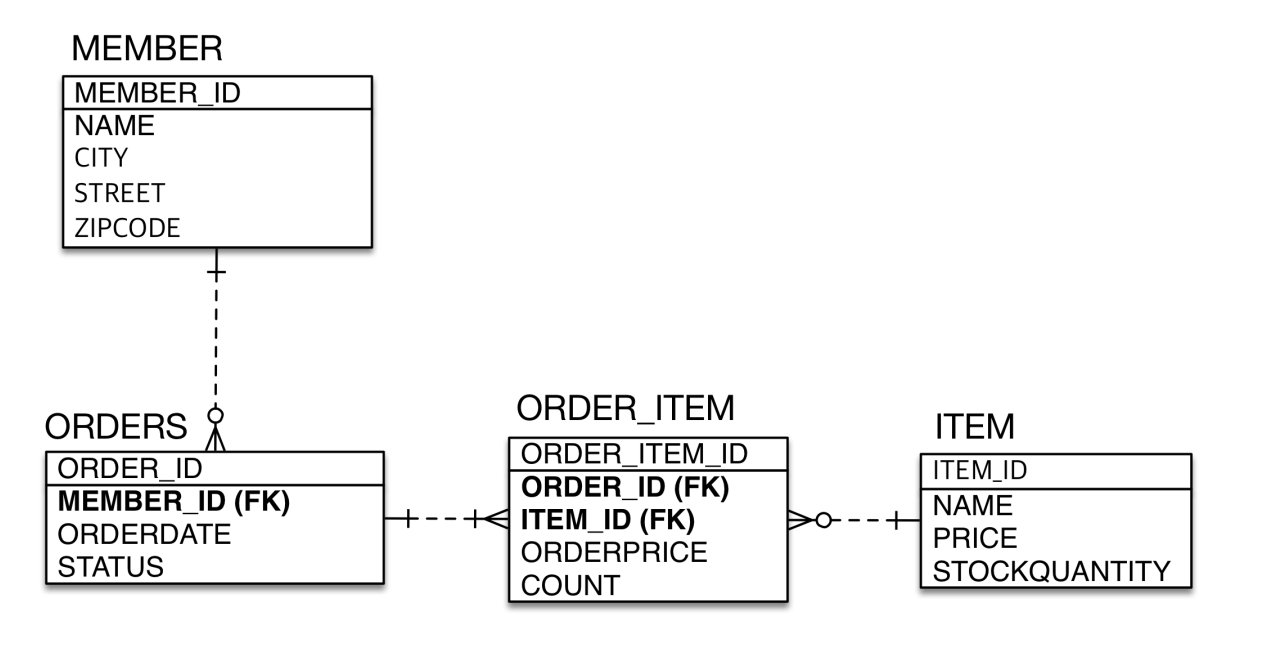 MEMBER
MEMBER_ID
NAME
CITY
STREET
ZIPCODE
ORDERS
ORDER_ID
MEMBER_ID (FK)
ORDERDATE
STATUS
ORDER_ITEM
ORDER_ITEM_ID
ORDER_ID (FK)
ITEM_ID (FK)
ORDERPRICE
COUNT
ITEM
ITEM_ID
NAME
PRICE
STOCKQUANTITY